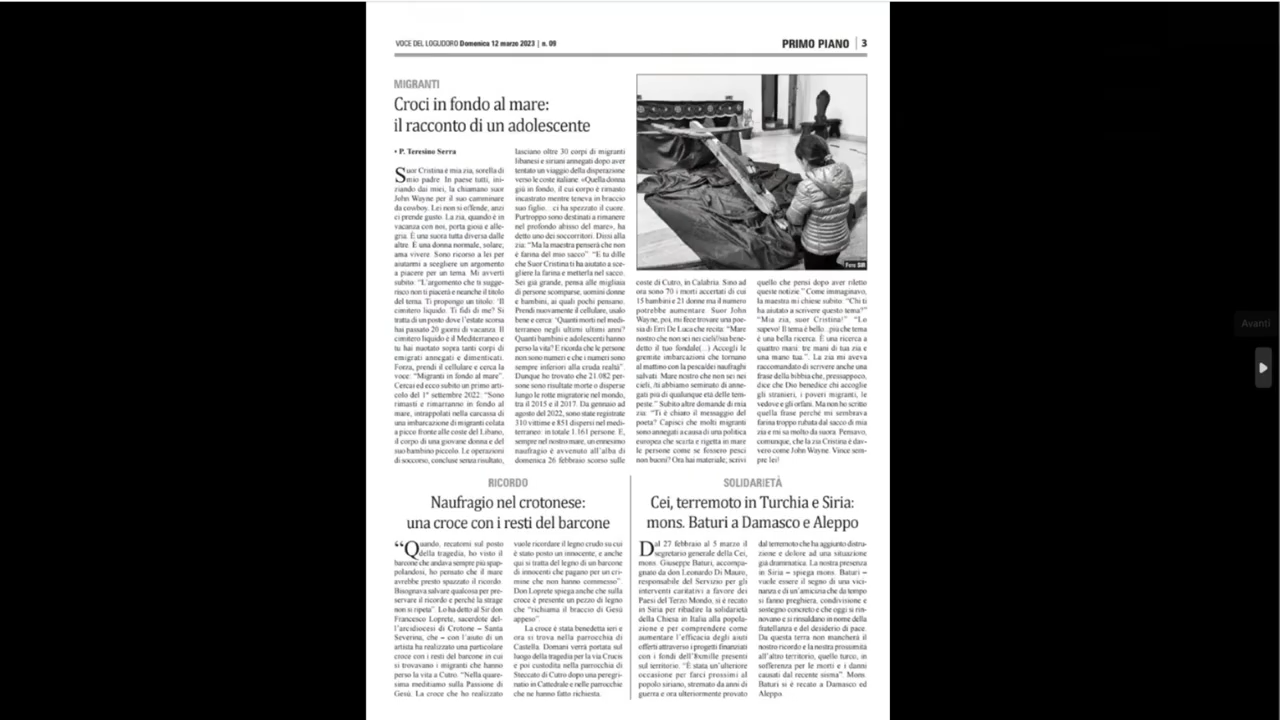 VOCE DEL LOGUDORO Domenica 12 marzo 2023 | n. 09
PRIMO PIANO | 3
MIGRANTI
Croci in fondo al mare:
il racconto di un adolescente
• P. Teresino Serra
Suor Cristina è mia zia, sorella di
mio padre. In paese tutti, ini-
ziando dai miei, la chiamano suor
John Wayne per il suo camminare
da cowboy. Lei non si offende, anzi
ci prende gusto. La zia, quando è in
vacanza con noi, porta gioia e alle-
gria. È una suora tutta diversa dalle
altre. È una donna normale, solare,
ama vivere. Sono ricorso a lei per
aiutarmi a scegliere un argomento
a piacere per un tema. Mi avvertì
subito: "L'argomento che ti sugge-
risco non ti piacerà e neanche il titolo
del tema. Ti propongo un titolo: "Il
cimitero liquido. Ti fidi di me? Si
tratta di un posto dove l'estate scorsa
hai passato 20 giorni di vacanza. Il
cimitero liquido è il Mediterraneo e
tu hai nuotato sopra tanti corpi di
emigrati annegati e dimenticati.
Forza, prendi il cellulare e cerca la
voce: "Migranti in fondo al mare".
Cercai ed ecco subito un primo arti-
colo del 1° settembre 2022: "Sono
rimasti e rimarranno in fondo al
mare, intrappolati nella carcassa di
una imbarcazione di migranti colata
a picco fronte alle coste del Libano,
il corpo di una giovane donna e del
suo bambino piccolo. Le operazioni
di soccorso, concluse senza risultato,
lasciano oltre 30 corpi di migranti
libanesi e siriani annegati dopo aver
tentato un viaggio della disperazione
verso le coste italiane. «Quella donna
giù in fondo, il cui corpo è rimasto
incastrato mentre teneva in braccio
suo figlio.. ci ha spezzato il cuore.
Purtroppo sono destinati a rimanere
nel profondo abisso del mare», ha
detto uno dei soccorritori. Dissi alla
zia: "Ma la maestra penserà che non
è farina del mio sacco". "E tu dille
che Suor Cristina ti ha aiutato a sce-
gliere la farina e metterla nel sacco.
Sei già grande, pensa alle migliaia
di persone scomparse, uomini donne
e bambini, ai quali pochi pensano.
Prendi nuovamente il cellulare, usalo
bene e cerca: "Quanti morti nel medi-
terraneo negli ultimi ultimi anni?
Quanti bambini e adolescenti hanno
perso la vita? E ricorda che le persone
non sono numeri e che i numeri sono
sempre inferiori alla cruda realtà".
Dunque ho trovato che 21.082 per-
sone sono risultate morte o disperse
lungo le rotte migratorie nel mondo,
tra il 2015 e il 2017. Da gennaio ad
agosto del 2022, sono state registrate
310 vittime e 851 dispersi nel medi-
terraneo: in totale 1.161 persone. E,
sempre nel nostro mare, un ennesimo
naufragio è avvenuto all'alba di
domenica 26 febbraio scorso sulle
Foto SIR
coste di Cutro, in Calabria. Sino ad
ora sono 70 i morti accertati di cui
15 bambini e 21 donne ma il numero
potrebbe aumentare. Suor John
Wayne, poi, mi fece trovare una poe-
sia di Erri De Luca che recita: "Mare
nostro che non sei nei cieli//sia bene-
detto il tuo fondale(...) Accogli le
gremite imbarcazioni che tornano
al mattino con la pesca/dei naufraghi
salvati. Mare nostro che non sei nei
cieli, /ti abbiamo seminato di anne-
gati più di qualunque età delle tem-
peste." Subito altre domande di mia
zia: "Ti è chiaro il messaggio del
poeta? Capisci che molti migranti
sono annegati a causa di una politica
europea che scarta e rigetta in mare
le persone come se fossero pesci
non buoni? Ora hai materiale, scrivi
quello che pensi dopo aver riletto
queste notizie." Come immaginavo,
la maestra mi chiese subito: "Chi ti
ha aiutato a scrivere questo tema?"
"Mia zia, suor Cristina!" "Lo
sapevo! Il tema è bello...più che tema
è una bella ricerca. È una ricerca a
quattro mani: tre mani di tua zia e
una mano tua.". La zia mi aveva
raccomandato di scrivere anche una
frase della bibbia che, pressappoco,
dice che Dio benedice chi accoglie
gli stranieri, i poveri migranti, le
vedove e gli orfani. Ma non ho scritto
quella frase perché mi sembrava
farina troppo rubata dal sacco di mia
zia e mi sa molto da suora. Pensavo,
comunque, che la zia Cristina è dav-
vero come John Wayne. Vince sem-
pre lei!
RICORDO
Naufragio nel crotonese:
una croce con i resti del barcone
"Quando, recatomi sul posto
della tragedia, ho visto il
barcone che andava sempre più spap-
polandosi, ho pensato che il mare
avrebbe presto spazzato il ricordo.
Bisognava salvare qualcosa per pre-
servare il ricordo e perché la strage
non si ripeta". Lo ha detto al Sir don
Francesco Loprete, sacerdote del-
l'arcidiocesi di Crotone – Santa
Severina, che – con l'aiuto di un
artista ha realizzato una particolare
croce con i resti del barcone in cui
si trovavano i migranti che hanno
perso la vita a Cutro. "Nella quare-
sima meditiamo sulla Passione di
Gesù. La croce che ho realizzato
vuole ricordare il legno crudo su cui
è stato posto un innocente, e anche
qui si tratta del legno di un barcone
di innocenti che pagano per un cri-
mine che non hanno commesso".
Don Loprete spiega anche che sulla
croce è presente un pezzo di legno
che "richiama il braccio di Gesù
appeso".
La croce è stata benedetta ieri e
ora si trova nella parrocchia di
Castella. Domani verrà portata sul
luogo della tragedia per la via Crucis
e poi custodita nella parrocchia di
Steccato di Cutro dopo una peregri-
natio in Cattedrale e nelle parrocchie
che ne hanno fatto richiesta.
SOLIDARIETÀ
Cei, terremoto in Turchia e Siria:
mons. Baturi a Damasco e Aleppo
Dal 27 febbraio al 5 marzo il
segretario generale della Cei,
mons. Giuseppe Baturi, accompa-
gnato da don Leonardo Di Mauro,
responsabile del Servizio per gli
interventi caritativi a favore dei
Paesi del Terzo Mondo, si è recato
in Siria per ribadire la solidarietà
della Chiesa in Italia alla popola-
zione e per comprendere come
aumentare l'efficacia degli aiuti
offerti attraverso i progetti finanziati
con i fondi dell'8xmille presenti
sul territorio. "È stata un'ulteriore
occasione per farci prossimi al
popolo siriano, stremato da anni di
guerra e ora ulteriormente provato
dal terremoto che ha aggiunto distru-
zione e dolore ad una situazione
già drammatica. La nostra presenza
in Siria – spiega mons. Baturi –
vuole essere il segno di una vici-
nanza e di un'amicizia che da tempo
si fanno preghiera, condivisione e
sostegno concreto e che oggi si rin-
novano e si rinsaldano in nome della
fratellanza e del desiderio di pace.
Da questa terra non mancherà il
nostro ricordo e la nostra prossimità
all'altro territorio, quello turco, in
sofferenza per le morti e i danni
causati dal recente sisma". Mons.
Baturi si è recato a Damasco ed
Aleppo.
Avanti